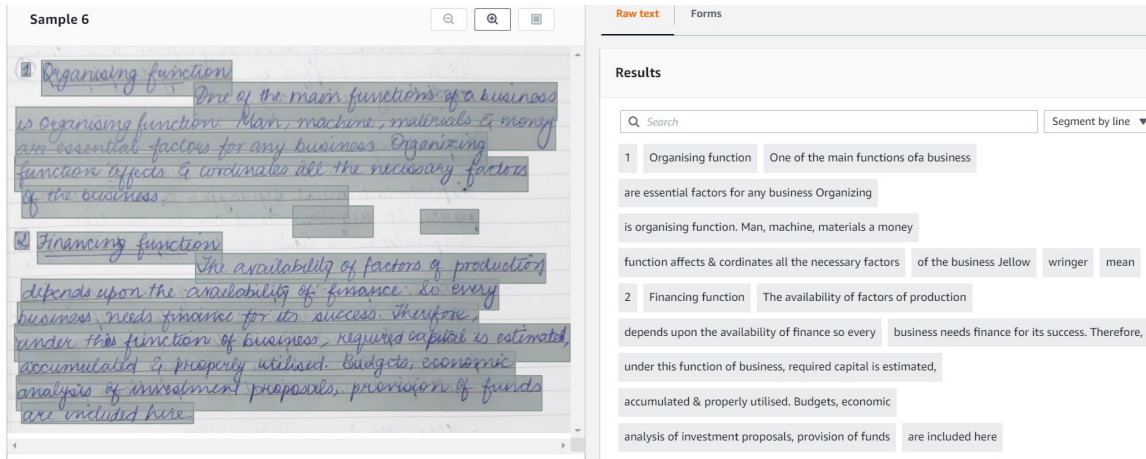 Sample 6
1 Organising function
One of the main functions of a business
is organising function. Man, machine, materials & money
are essential factors for any business Organizing
function affects & cordinates all the necessary factors
of the business.
2 Financing function
The availability of factors of production
depends upon the availability of finance. So every
business needs finance for its success. Therefore,
under this function of business, required capital is estimated,
accumulated & properly utilised. Budgets, economic
analysis of investment proposals, provision of funds
are included here
Raw text Forms
Results
Search Segment by line
1 Organising function One of the main functions ofa business
are essential factors for any business Organizing
is organising function. Man, machine, materials a money
function affects & cordinates all the necessary factors of the business Jellow wringer mean
2 Financing function The availability of factors of production
depends upon the availability of finance so every business needs finance for its success. Therefore,
under this function of business, required capital is estimated,
accumulated & properly utilised. Budgets, economic
analysis of investment proposals, provision of funds are included here